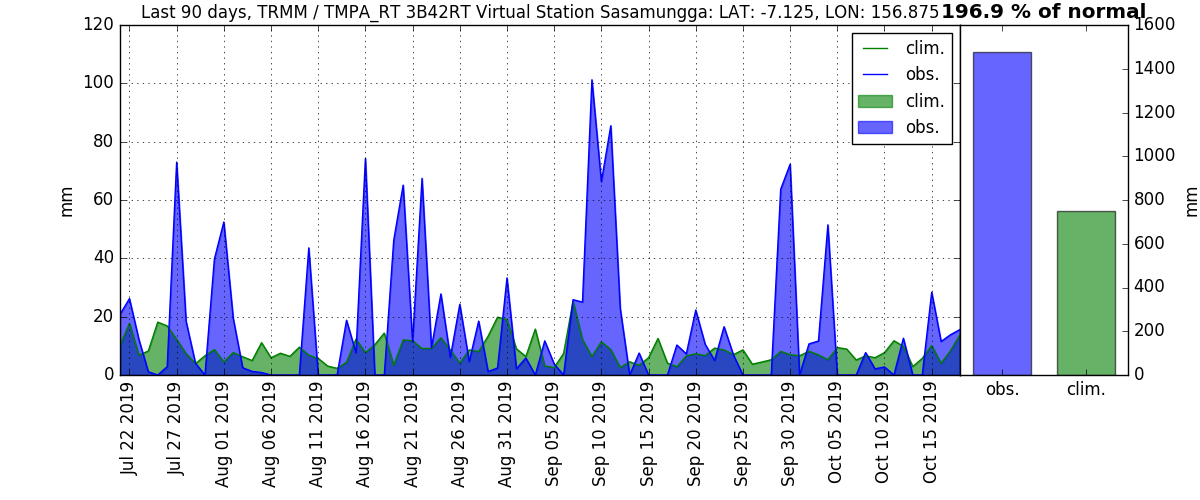 Last 90 days, TRMM / TMPA_RT 3B42RT Virtual Station Sasamungga: LAT: -7.125, LON: 156.875
196.9 % of normal
120
100
80
60
40
20
0
mm
clim.
obs.
clim.
obs.
1600
1400
1200
1000
800
600
400
200
0
mm
obs.
clim.
Jul 22 2019
Jul 27 2019
Aug 01 2019
Aug 06 2019
Aug 11 2019
Aug 16 2019
Aug 21 2019
Aug 26 2019
Aug 31 2019
Sep 05 2019
Sep 10 2019
Sep 15 2019
Sep 20 2019
Sep 25 2019
Sep 30 2019
Oct 05 2019
Oct 10 2019
Oct 15 2019